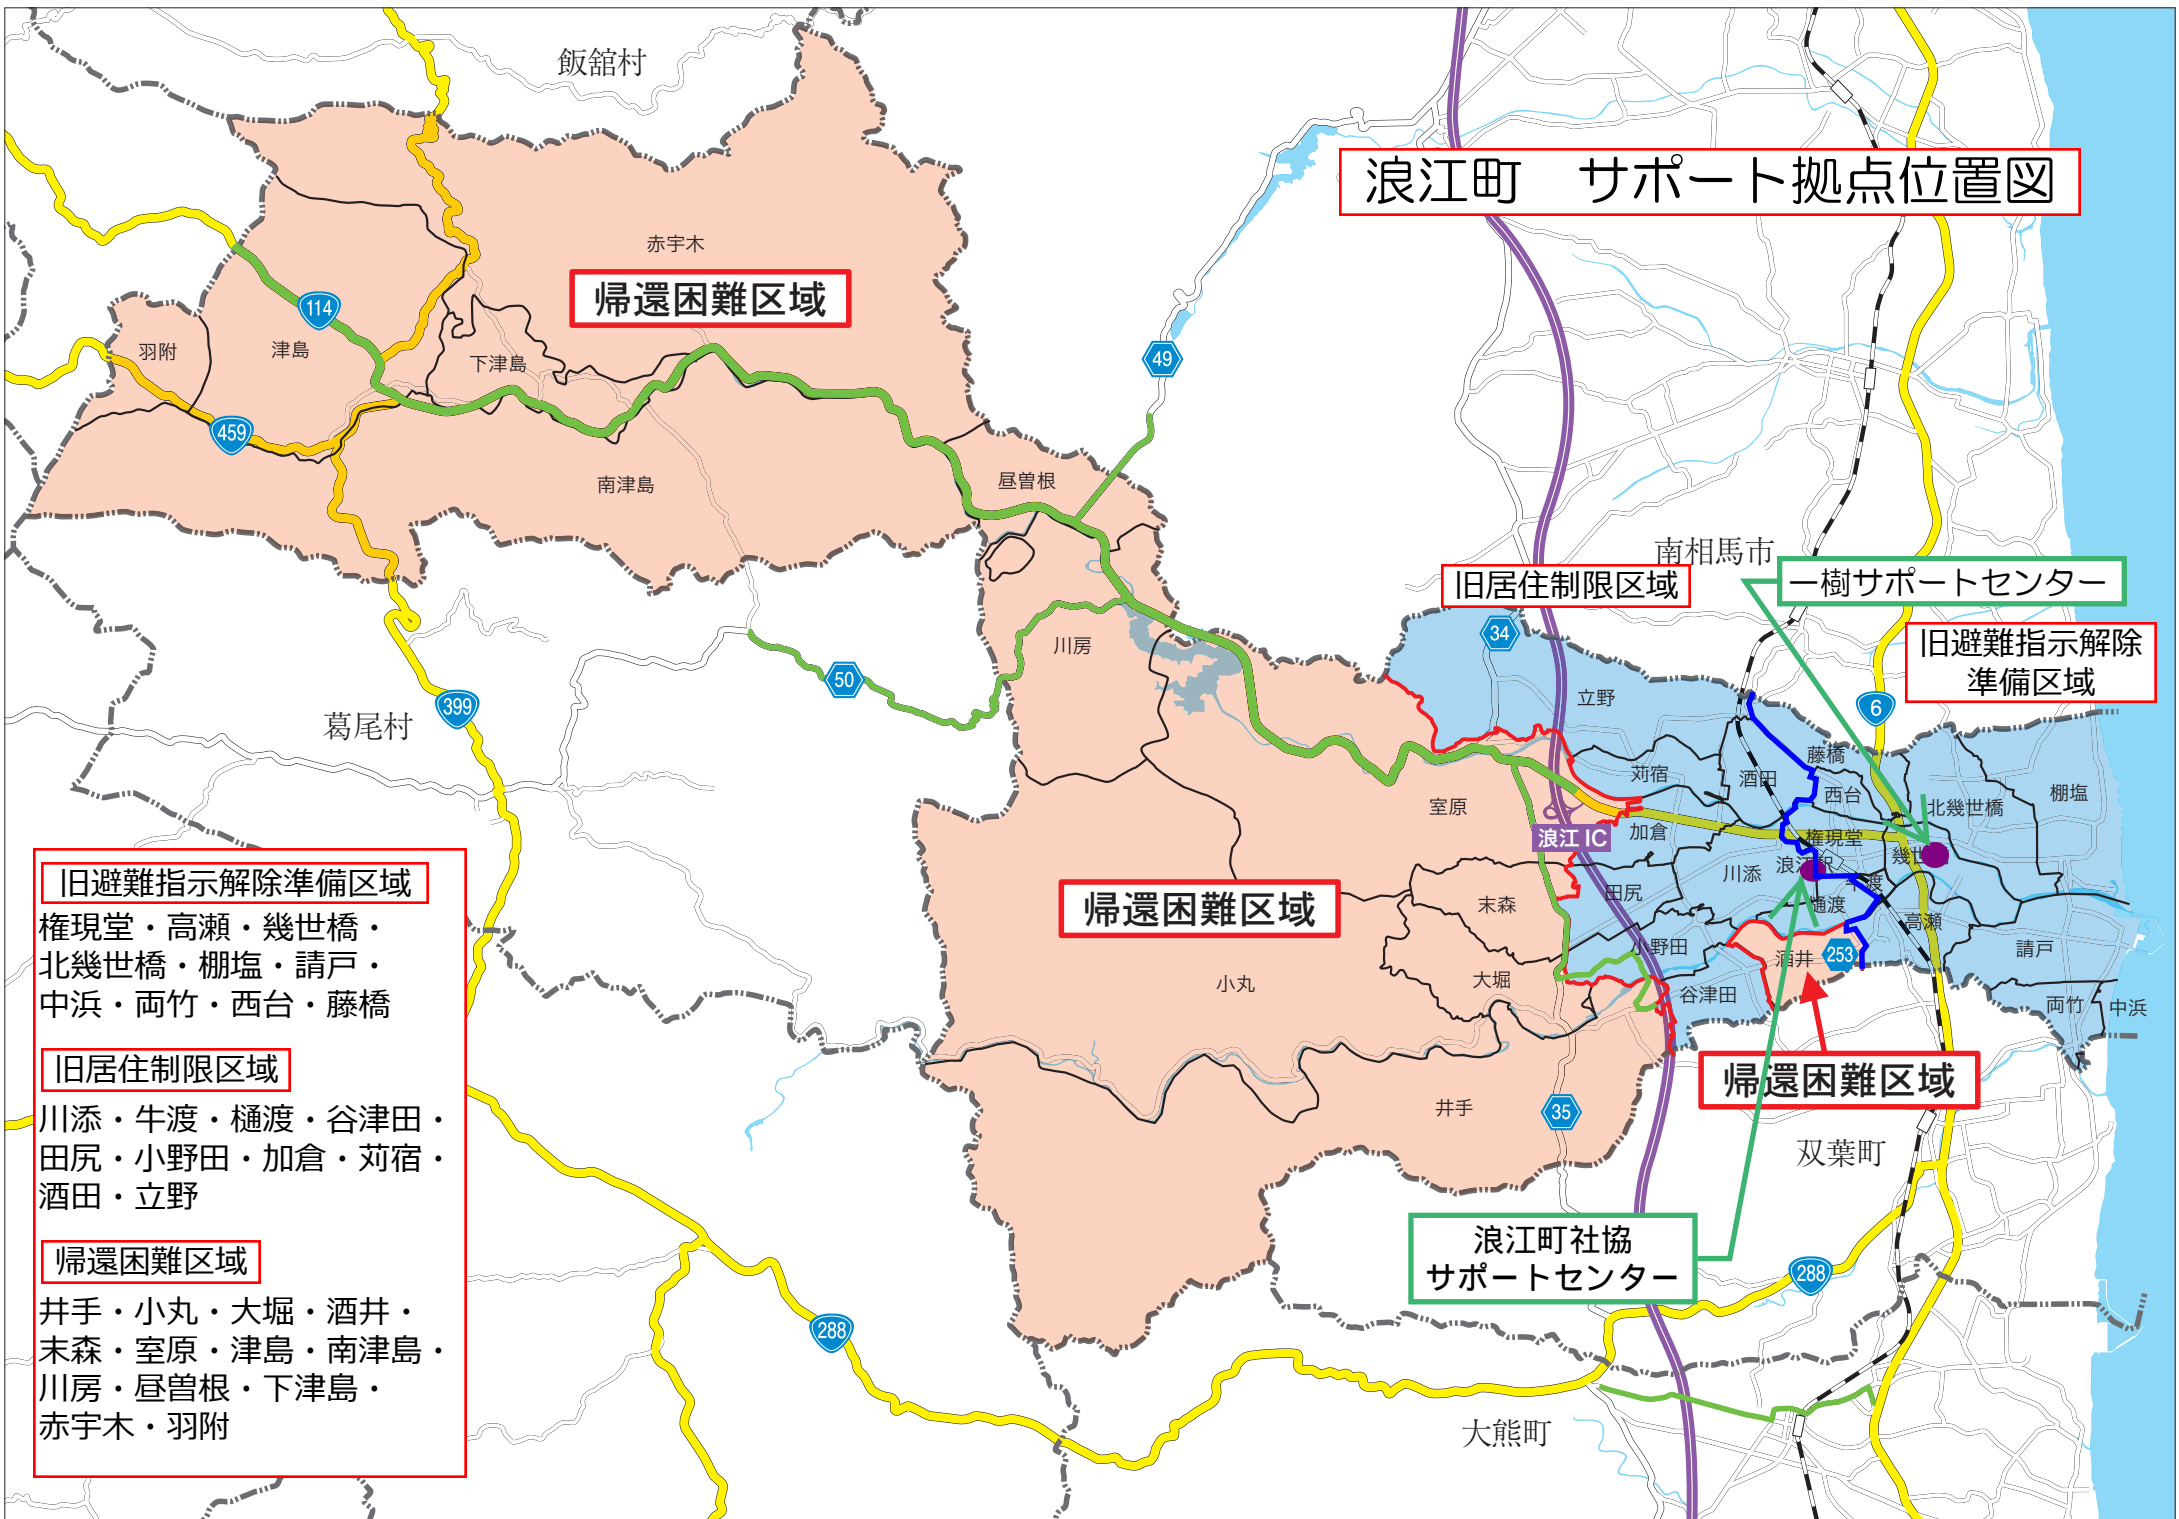 浪江町　サポート拠点位置図
飯舘村
赤宇木
帰還困難区域
114
羽附
津島
下津島
49
459
南津島
昼曽根
南相馬市
一樹サポートセンター
旧居住制限区域
旧避難指示解除
準備区域
34
川房
50
立野
399
6
葛尾村
藤橋
苅宿
酒田
西台
棚塩
室原
北幾世橋
加倉
権現堂
浪江 IC
川添
田尻
末森
帰還困難区域
樋渡
高瀬
小野田
請戸
酒井
253
小丸
大堀
谷津田
両竹
中浜
帰還困難区域
井手
35
双葉町
浪江町社協
サポートセンター
288
288
大熊町
旧避難指示解除準備区域
権現堂・高瀬・幾世橋・
北幾世橋・棚塩・請戸・
中浜・両竹・西台・藤橋
旧居住制限区域
川添・牛渡・樋渡・谷津田・
田尻・小野田・加倉・苅宿・
酒田・立野
帰還困難区域
井手・小丸・大堀・酒井・
末森・室原・津島・南津島・
川房・昼曽根・下津島・
赤宇木・羽附